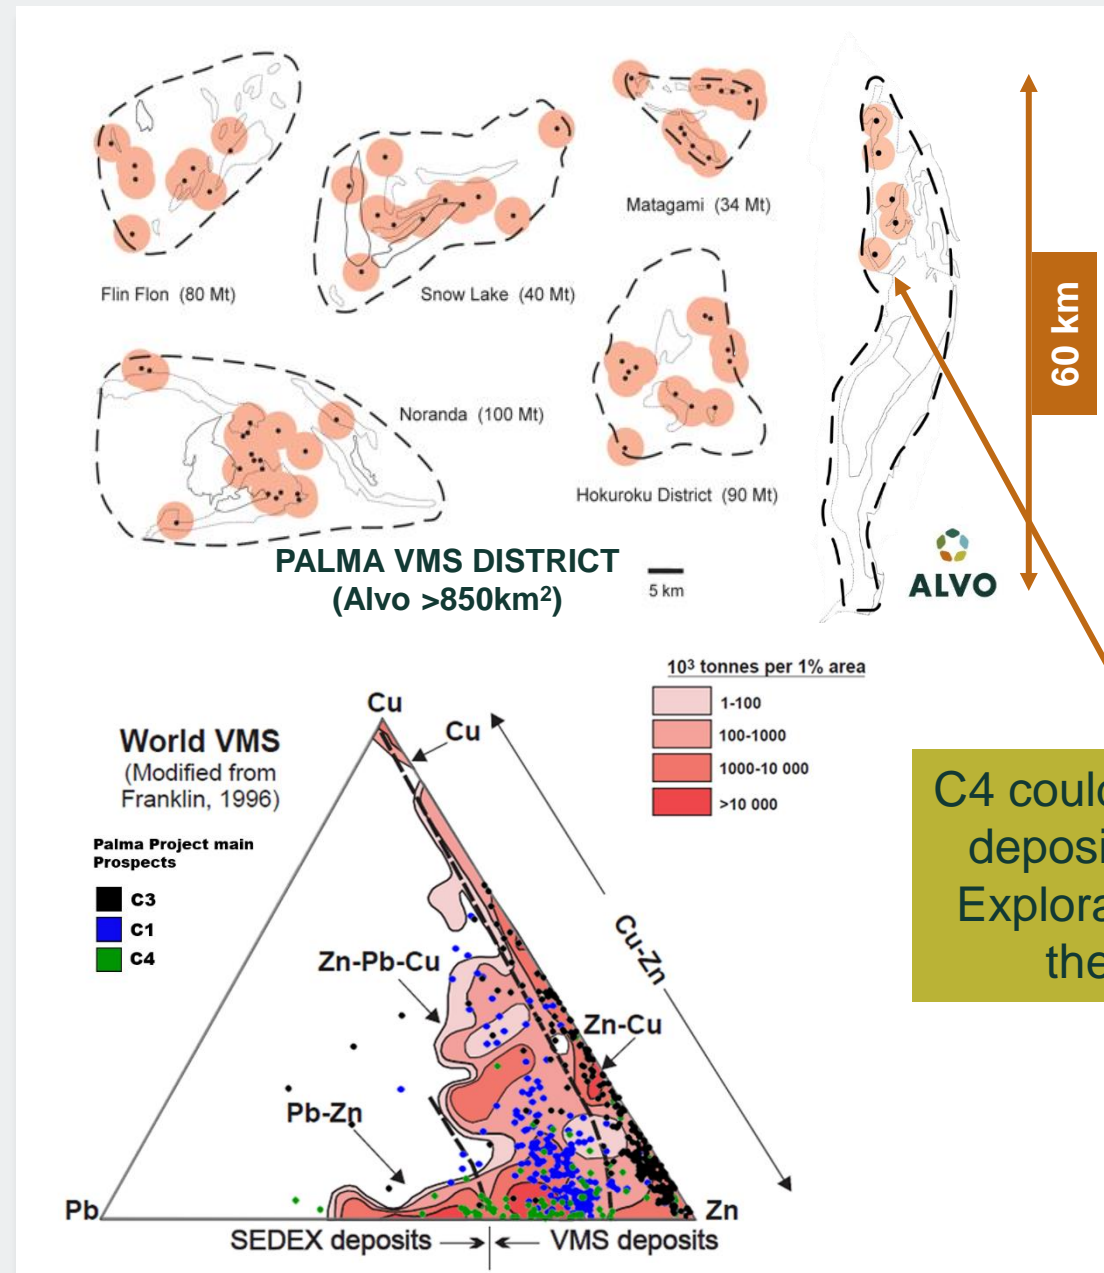 Matagami (34 Mt)
Flin Flon (80 Mt)
Snow Lake (40 Mt)
60 km
Noranda (100 Mt)
Hokuroku District (90 Mt)
PALMA VMS DISTRICT
(Alvo >850km²)
5 km
ALVO
10³ tonnes per 1% area
1-100
100-1000
1000-10 000
>10 000
World VMS
(Modified from
Franklin, 1996)
Palma Project main
Prospects
C3
C1
C4
Cu
Cu
Cu-Zn
Zn-Pb-Cu
Zn-Cu
Pb-Zn
Pb
Zn
SEDEX deposits
VMS deposits
C4 could
deposi
Explora
the